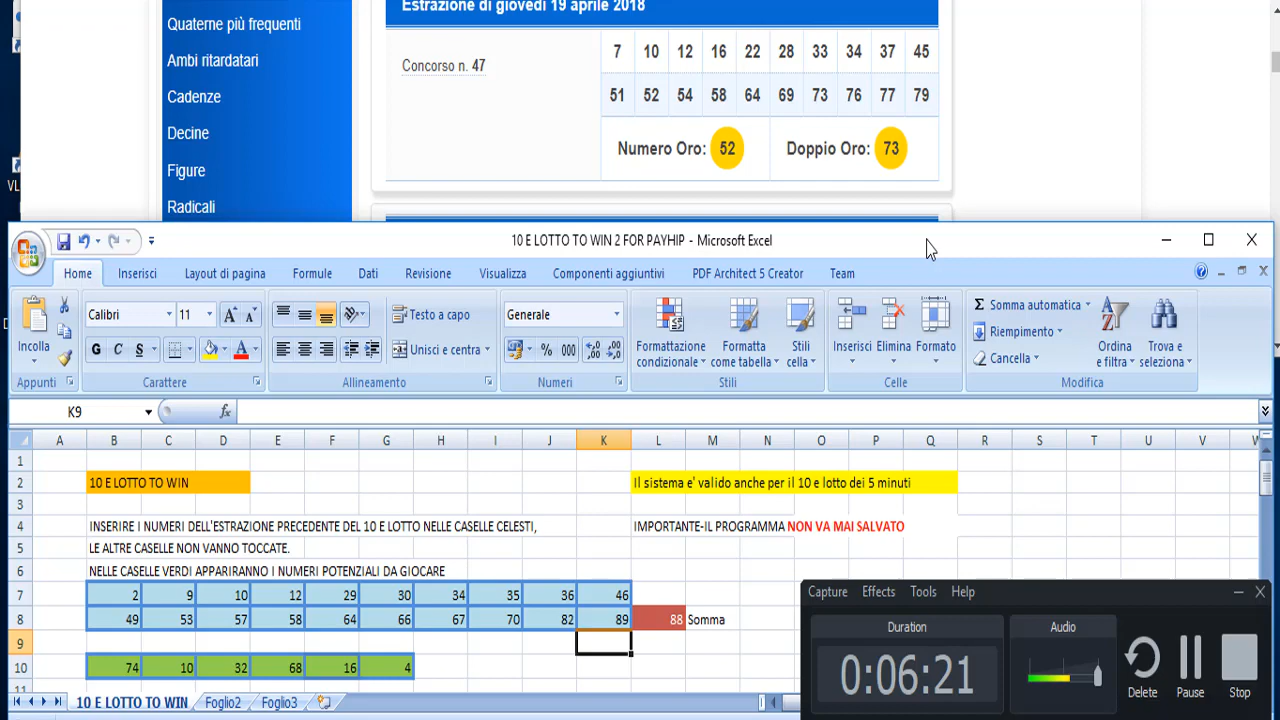 Estrazione di giovedì 19 aprile 2018
Quaterne più frequenti
Ambi ritardatari
Cadenze
Decine
Figure
Radicali
Concorso n. 47
7 10 12 16 22 28 33 34 37 45
51 52 54 58 64 69 73 76 77 79
Numero Oro: 52 Doppio Oro: 73
VL
10 E LOTTO TO WIN 2 FOR PAYHIP - Microsoft Excel
Home Inserisci Layout di pagina Formule Dati Revisione Visualizza Componenti aggiuntivi PDF Architect 5 Creator Team
Incolla
Appunti
Calibri 11
G C S
Carattere
Testo a capo
Unisci e centra
Allineamento
Generale
% 000
Numeri
Formattazione condizionale
Formatta come tabella
Stili cella
Stili
Inserisci Elimina Formato
Celle
Somma automatica
Riempimento
Cancella
Ordina e filtra
Trova e seleziona
Modifica
K9 fx
A B C D E F G H I J K L M N O P Q R S T U V W
1
2 10 E LOTTO TO WIN Il sistema e' valido anche per il 10 e lotto dei 5 minuti
3
4 INSERIRE I NUMERI DELL'ESTRAZIONE PRECEDENTE DEL 10 E LOTTO NELLE CASELLE CELESTI, IMPORTANTE-IL PROGRAMMA NON VA MAI SALVATO
5 LE ALTRE CASELLE NON VANNO TOCCATE.
6 NELLE CASELLE VERDI APPARIRANNO I NUMERI POTENZIALI DA GIOCARE
7 2 9 10 12 29 30 34 35 36 46
8 49 53 57 58 64 66 67 70 82 89 88 Somma
9
10 74 10 32 68 16 4
11
10 E LOTTO TO WIN Foglio2 Foglio3
Capture Effects Tools Help
Duration
0:06:21
Audio
Delete Pause Stop